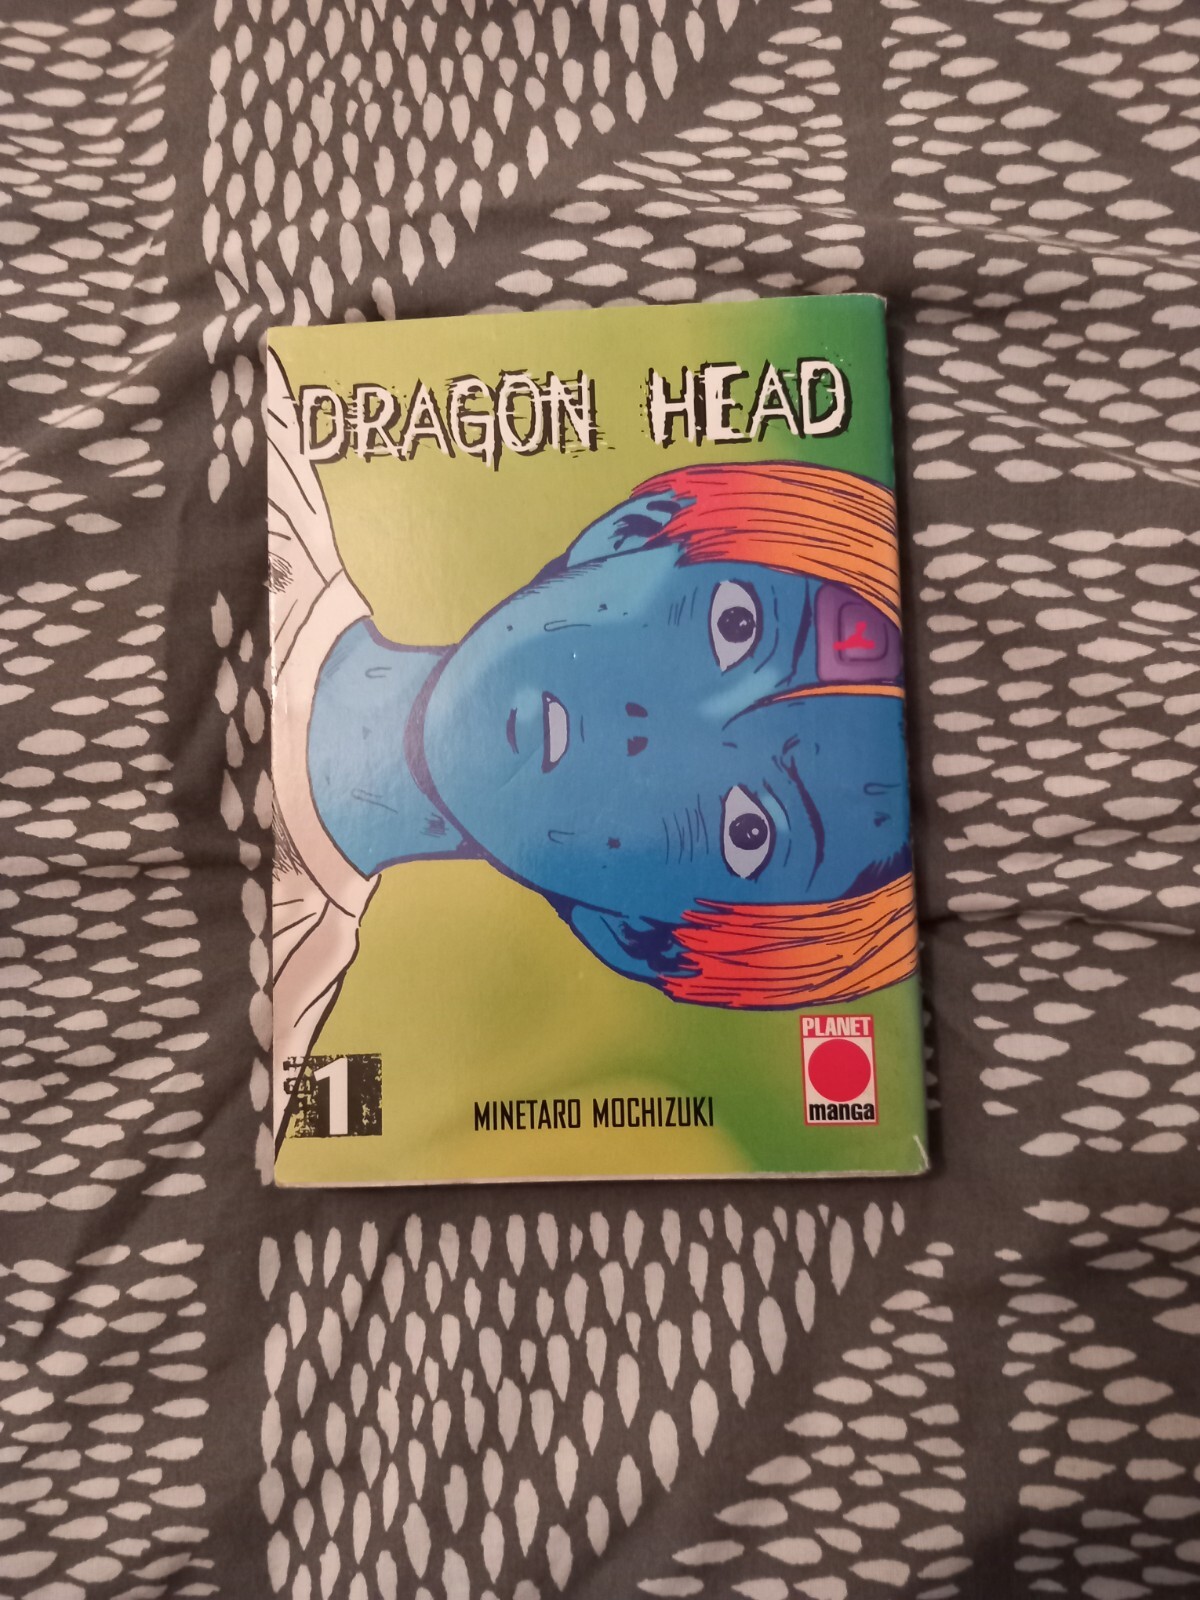 DRAGON HEAD
1
MINETARO MOCHIZUKI
PLANET
manga